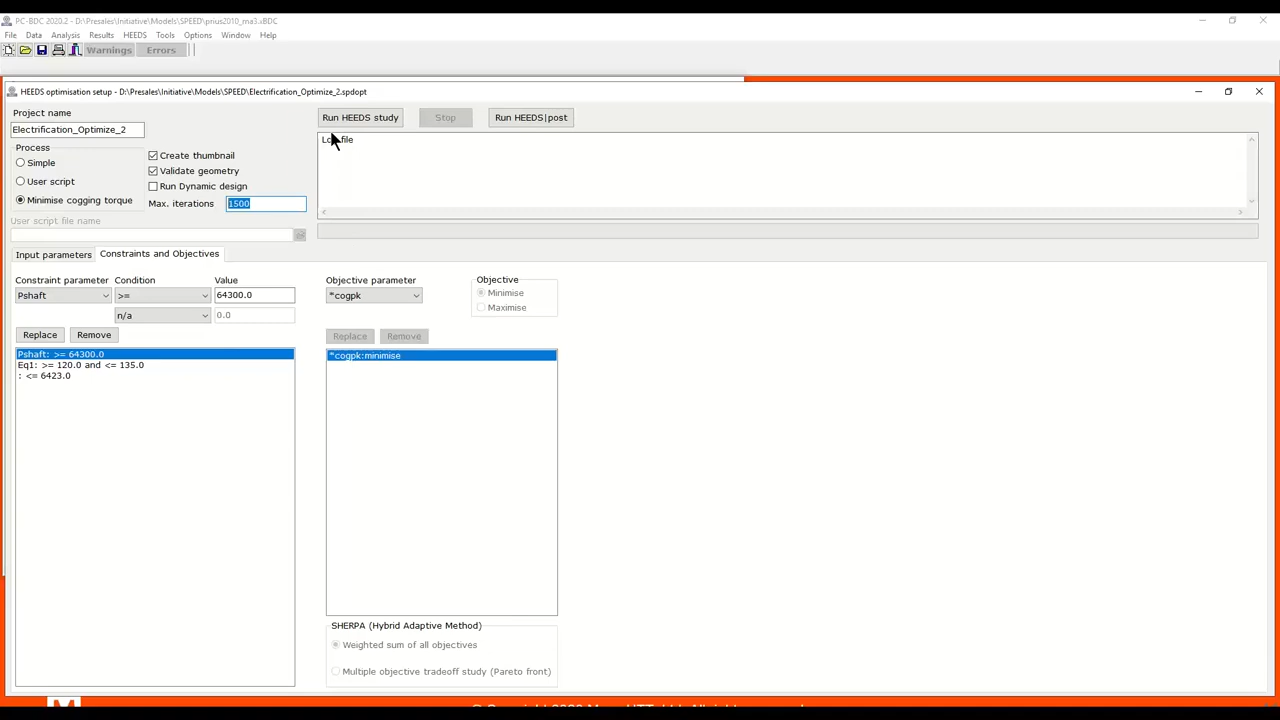 PC-BDC 2020.2 - D:\Presales\Initiative\Models\SPEED\prius2010_ma3.xBDC
File Data Analysis Results HEEDS Tools Options Window Help
Warnings Errors
HEEDS optimisation setup - D:\Presales\Initiative\Models\SPEED\Electrification_Optimize_2.spdopt
Project name
Electrification_Optimize_2
Process
Simple
User script
Minimise cogging torque
Create thumbnail
Validate geometry
Run Dynamic design
Max. iterations 1500
User script file name
Run HEEDS study Stop Run HEEDS|post
file
Input parameters Constraints and Objectives
Constraint parameter Condition Value
Pshaft >= 64300.0
n/a 0.0
Replace Remove
Pshaft: >= 64300.0
Eq1: >= 120.0 and <= 135.0
: <= 6423.0
Objective parameter
*cogpk
Objective
Minimise
Maximise
Replace Remove
*cogpk:minimise
SHERPA (Hybrid Adaptive Method)
Weighted sum of all objectives
Multiple objective tradeoff study (Pareto front)